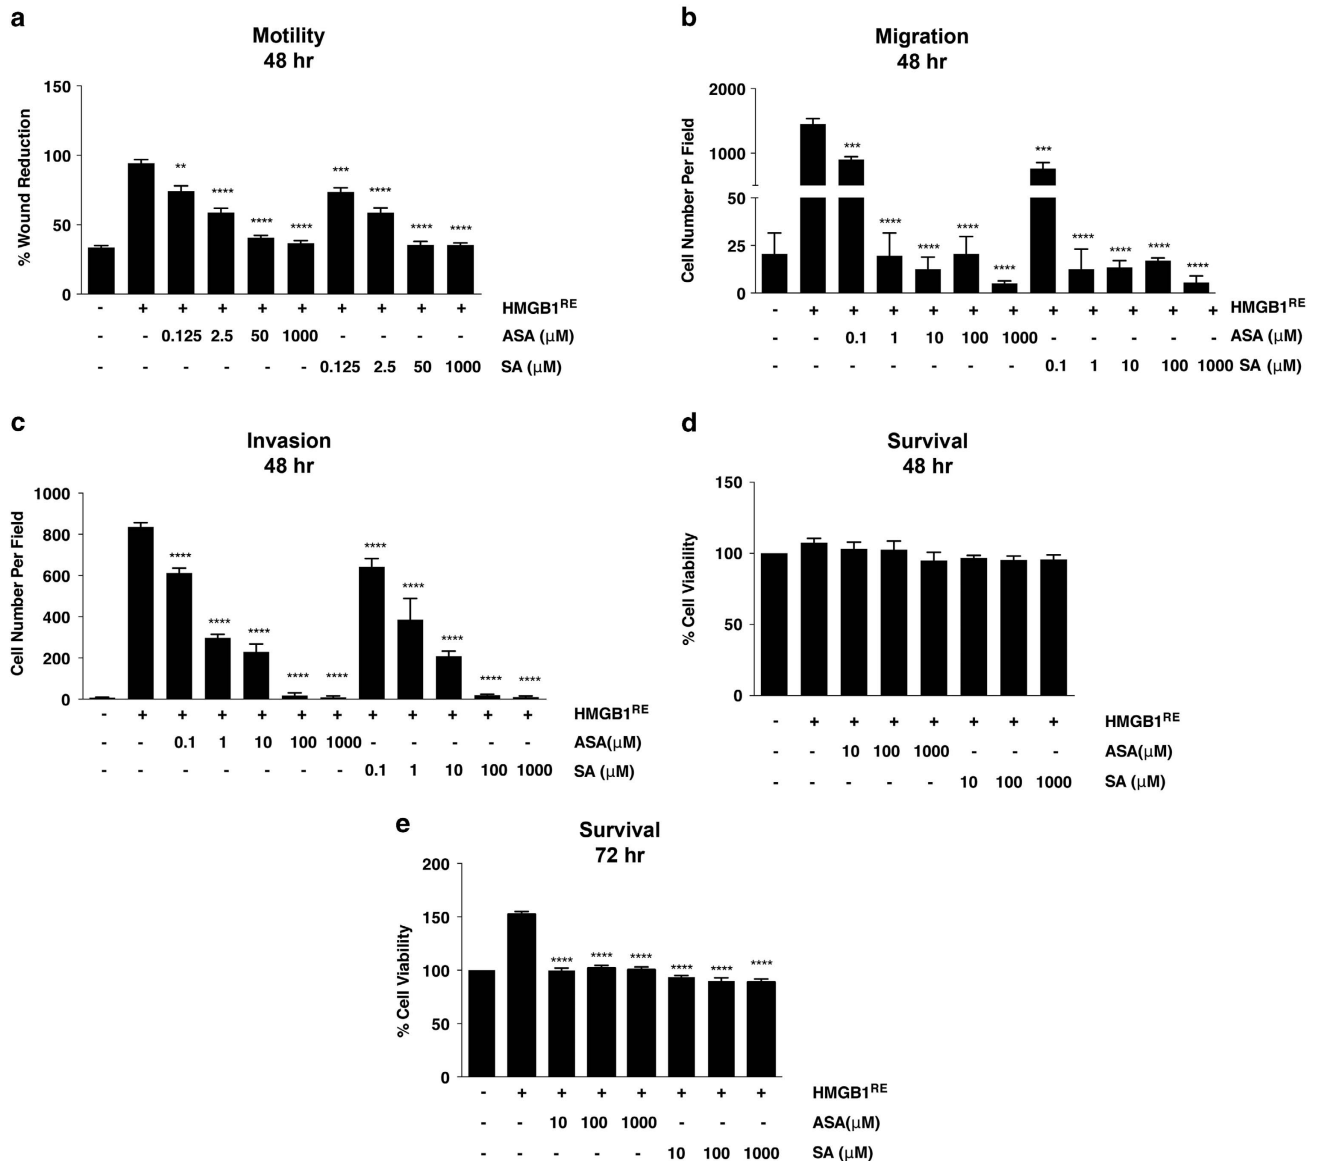 a
Motility
48 hr
% Wound Reduction
150
100
50
0
** **** **** **** *** **** **** ****
- + + + + + + + + + HMGB1RE
- - 0.125 2.5 50 1000 - - - - ASA (μM)
- - - - - - 0.125 2.5 50 1000 SA (μM)
b
Migration
48 hr
Cell Number Per Field
2000
1000
50
25
0
*** **** **** **** **** *** **** **** **** ****
- + + + + + + + + + + + HMGB1RE
- - 0.1 1 10 100 1000 - - - - - ASA (μM)
- - - - - - - 0.1 1 10 100 1000 SA (μM)
c
Invasion
48 hr
Cell Number Per Field
1000
800
600
400
200
0
**** **** **** **** **** **** **** **** **** ****
- + + + + + + + + + + + HMGB1RE
- - 0.1 1 10 100 1000 - - - - - ASA(μM)
- - - - - - - 0.1 1 10 100 1000 SA (μM)
d
Survival
48 hr
% Cell Viability
150
100
50
0
- + + + + + + + HMGB1RE
- - 10 100 1000 - - - ASA(μM)
- - - - - 10 100 1000 SA (μM)
e
Survival
72 hr
% Cell Viability
200
150
100
50
0
**** **** **** **** **** ****
- + + + + + + + HMGB1RE
- - 10 100 1000 - - - ASA(μM)
- - - - - 10 100 1000 SA (μM)